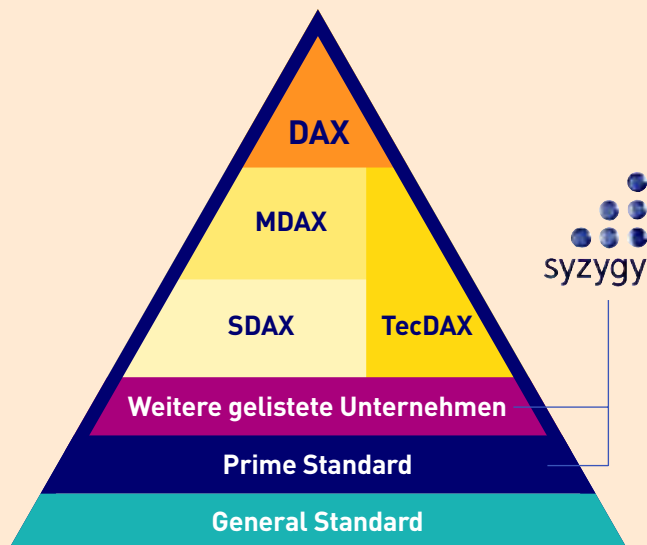 DAX
MDAX
SDAX
TecDAX
syzygy
Weitere gelistete Unternehmen
Prime Standard
General Standard